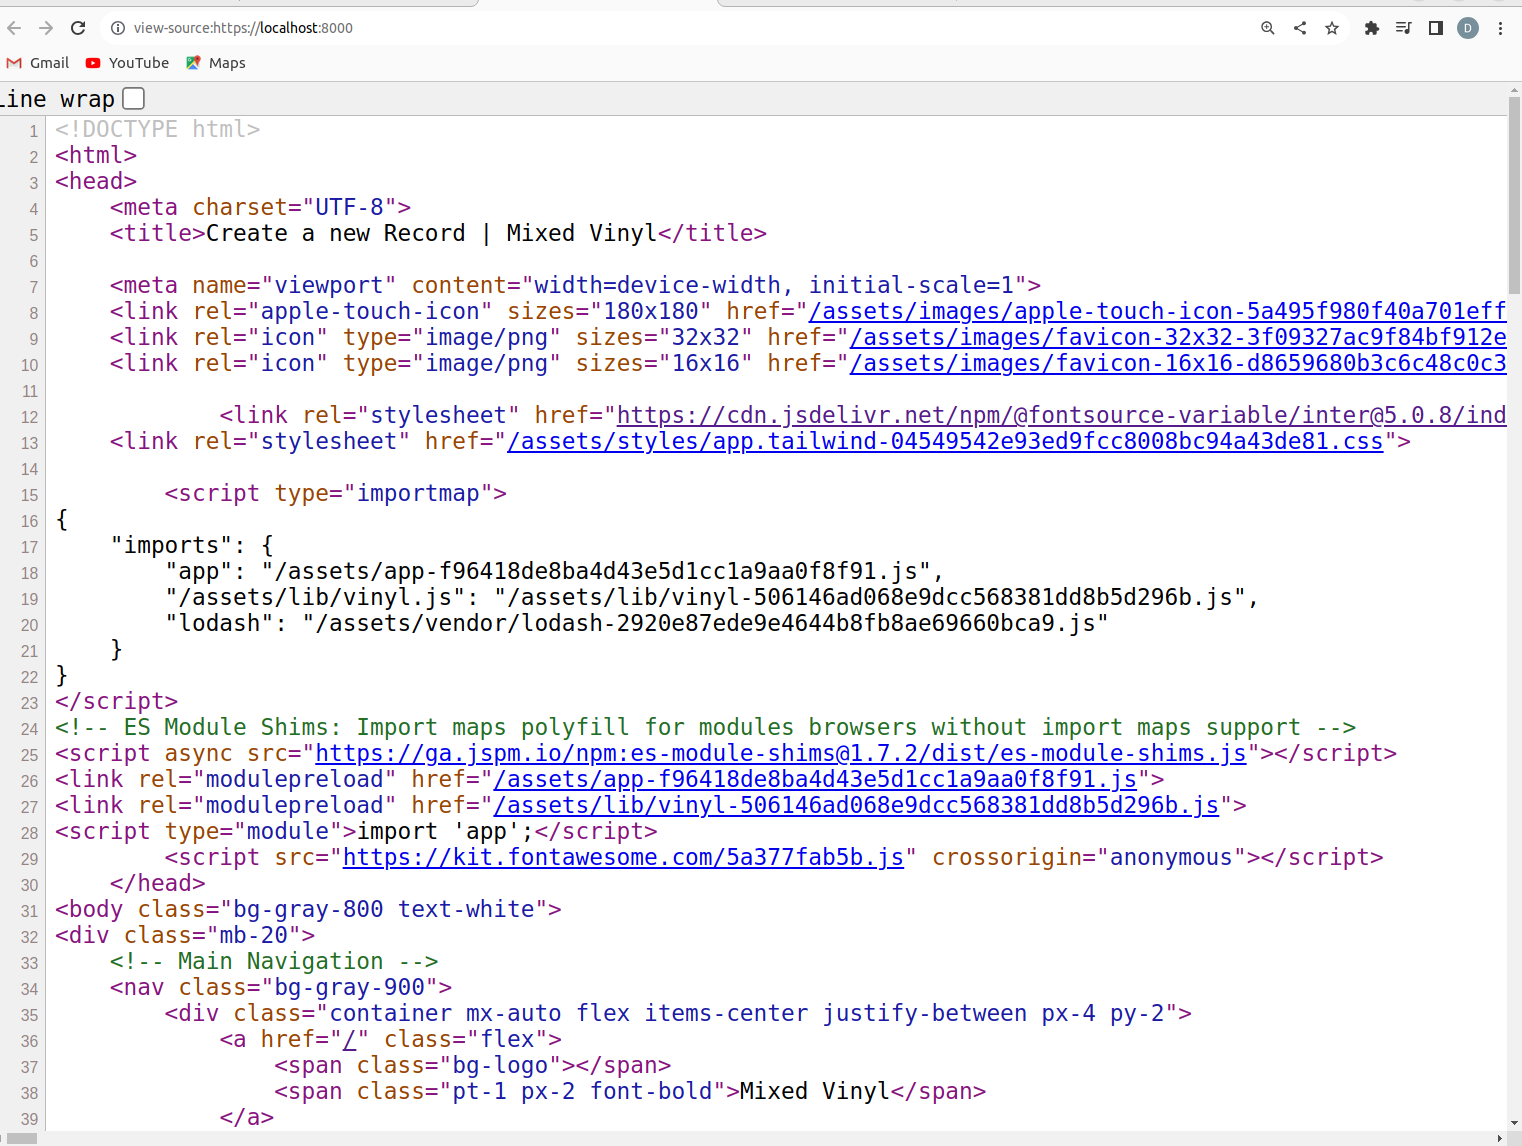 view-source:https://localhost:8000
D
Gmail YouTube Maps
Line wrap
1 <!DOCTYPE html>
2 <html>
3 <head>
4 <meta charset="UTF-8">
5 <title>Create a new Record | Mixed Vinyl</title>
6
7 <meta name="viewport" content="width=device-width, initial-scale=1">
8 <link rel="apple-touch-icon" sizes="180x180" href="/assets/images/apple-touch-icon-5a495f980f40a701eff
9 <link rel="icon" type="image/png" sizes="32x32" href="/assets/images/favicon-32x32-3f09327ac9f84bf912e
10 <link rel="icon" type="image/png" sizes="16x16" href="/assets/images/favicon-16x16-d8659680b3c6c48c0c3
11
12 <link rel="stylesheet" href="https://cdn.jsdelivr.net/npm/@fontsource-variable/inter@5.0.8/ind
13 <link rel="stylesheet" href="/assets/styles/app.tailwind-04549542e93ed9fcc8008bc94a43de81.css">
14
15 <script type="importmap">
16 {
17 "imports": {
18 "app": "/assets/app-f96418de8ba4d43e5d1cc1a9aa0f8f91.js",
19 "/assets/lib/vinyl.js": "/assets/lib/vinyl-506146ad068e9dcc568381dd8b5d296b.js",
20 "lodash": "/assets/vendor/lodash-2920e87ede9e4644b8fb8ae69660bca9.js"
21 }
22 }
23 </script>
24 <!-- ES Module Shims: Import maps polyfill for modules browsers without import maps support -->
25 <script async src="https://ga.jspm.io/npm:es-module-shims@1.7.2/dist/es-module-shims.js"></script>
26 <link rel="modulepreload" href="/assets/app-f96418de8ba4d43e5d1cc1a9aa0f8f91.js">
27 <link rel="modulepreload" href="/assets/lib/vinyl-506146ad068e9dcc568381dd8b5d296b.js">
28 <script type="module">import 'app';</script>
29 <script src="https://kit.fontawesome.com/5a377fab5b.js" crossorigin="anonymous"></script>
30 </head>
31 <body class="bg-gray-800 text-white">
32 <div class="mb-20">
33 <!-- Main Navigation -->
34 <nav class="bg-gray-900">
35 <div class="container mx-auto flex items-center justify-between px-4 py-2">
36 <a href="/" class="flex">
37 <span class="bg-logo"></span>
38 <span class="pt-1 px-2 font-bold">Mixed Vinyl</span>
39 </a>